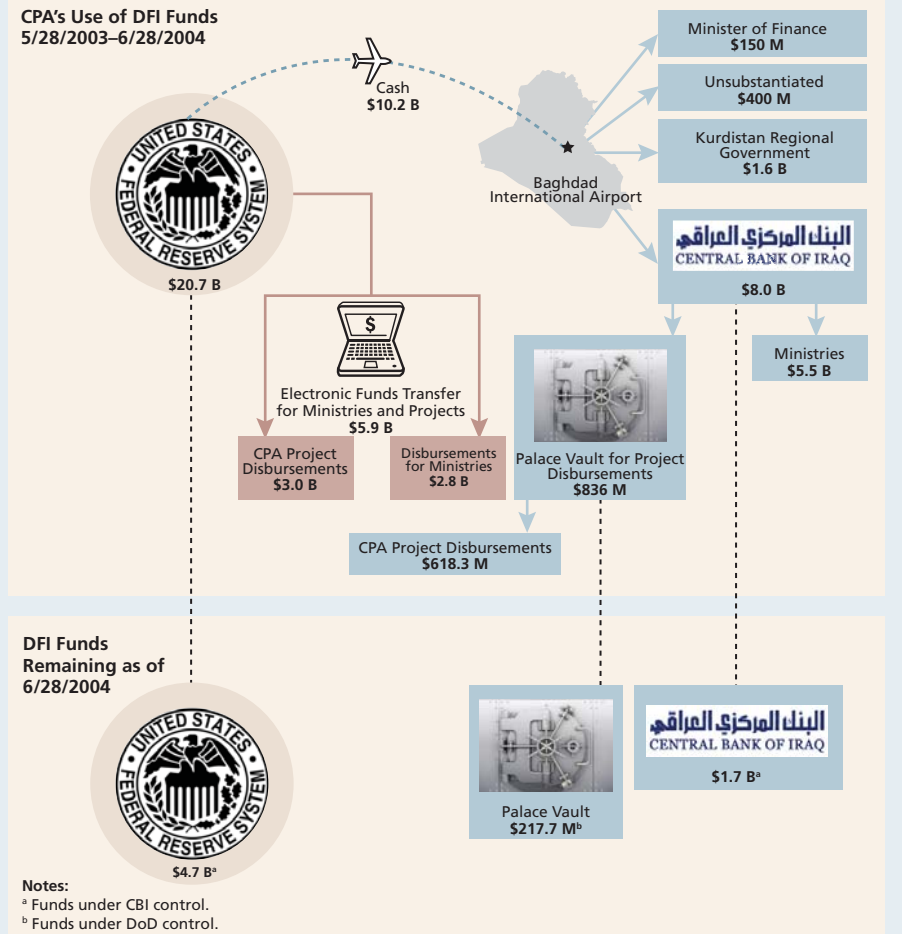 CPA's Use of DFI Funds
5/28/2003–6/28/2004
Cash
$10.2 B
Minister of Finance
$150 M
Unsubstantiated
$400 M
Kurdistan Regional
Government
$1.6 B
Baghdad
International Airport
UNITED STATES
FEDERAL RESERVE SYSTEM
$20.7 B
البنك المركزي العراقي
CENTRAL BANK OF IRAQ
$8.0 B
Ministries
$5.5 B
$
Electronic Funds Transfer
for Ministries and Projects
$5.9 B
CPA Project
Disbursements
$3.0 B
Disbursements
for Ministries
$2.8 B
Palace Vault for Project
Disbursements
$836 M
CPA Project Disbursements
$618.3 M
DFI Funds
Remaining as of
6/28/2004
UNITED STATES
FEDERAL RESERVE SYSTEM
$4.7 Bᵃ
Palace Vault
$217.7 Mᵇ
البنك المركزي العراقي
CENTRAL BANK OF IRAQ
$1.7 Bᵃ
Notes:
ᵃ Funds under CBI control.
ᵇ Funds under DoD control.